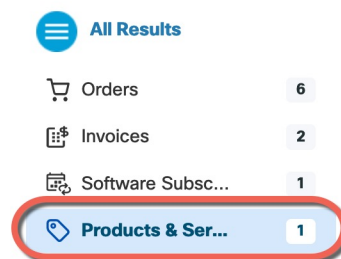 All Results
Orders 6
Invoices 2
Software Subsc... 1
Products & Ser... 1